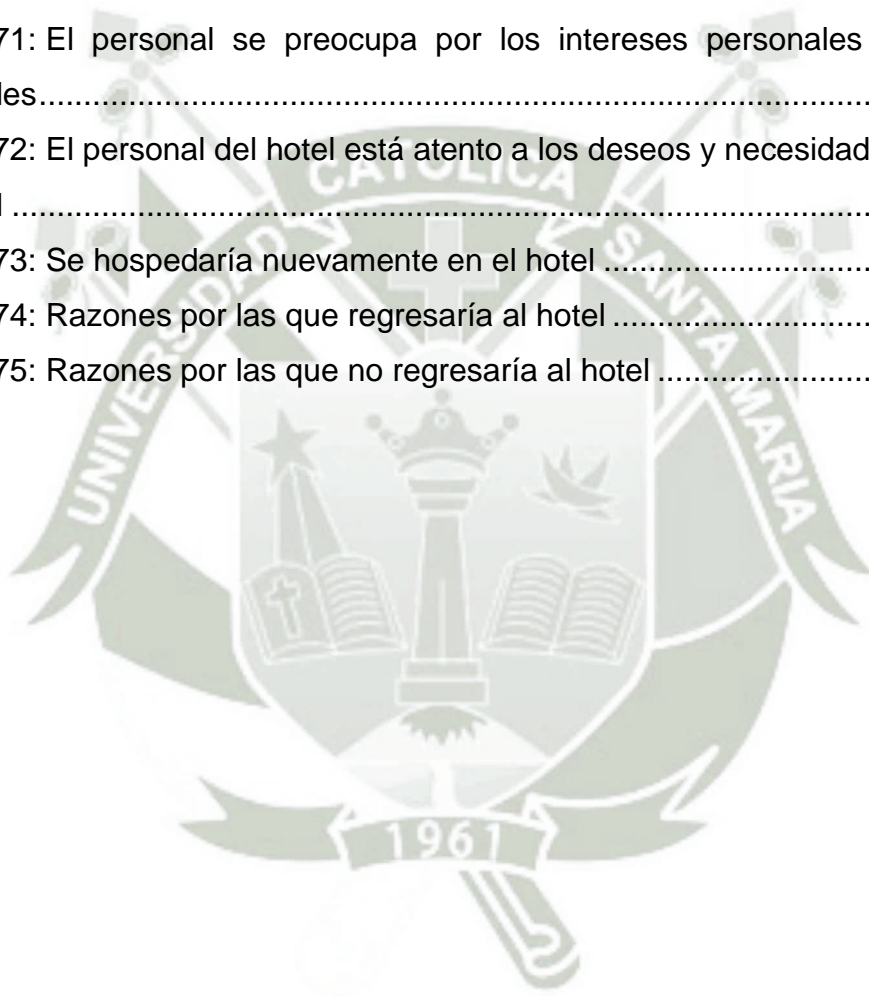 71: El personal se preocupa por los intereses personales
les....................................................................................................
72: El personal del hotel está atento a los deseos y necesidad
l ....................................................................................................
73: Se hospedaría nuevamente en el hotel ..............................
74: Razones por las que regresaría al hotel .............................
75: Razones por las que no regresaría al hotel ........................
UNIVERSIDAD CATOLICA SANTA MARIA
1961